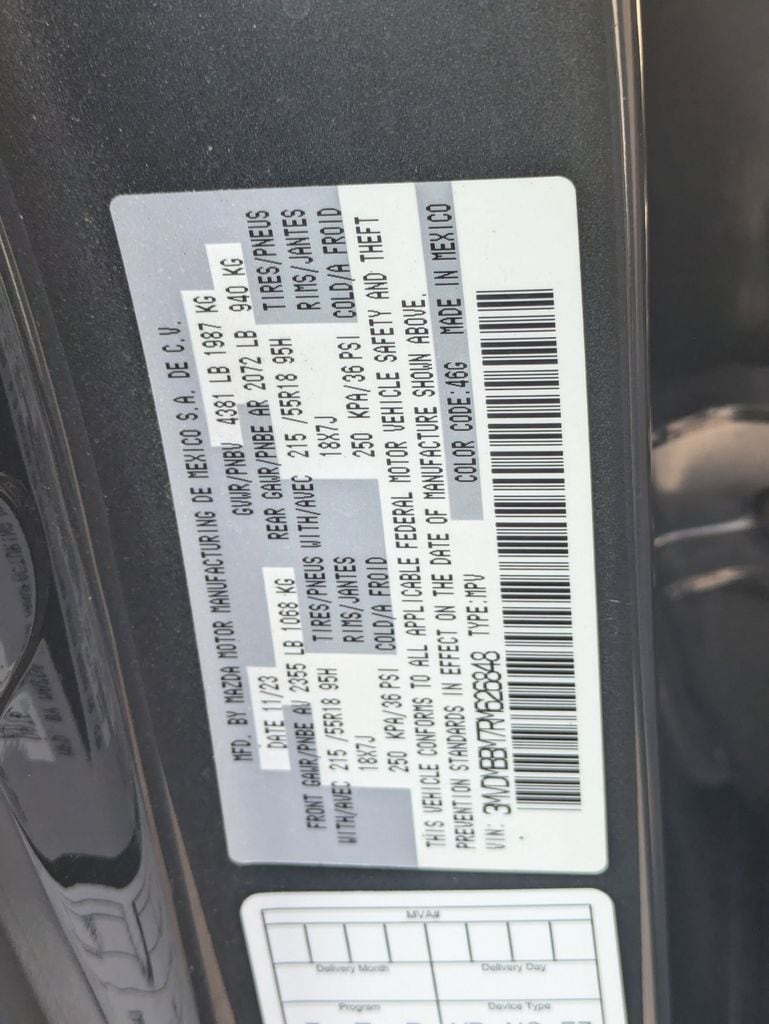 MFD. BY MAZDA MOTOR MANUFACTURING DE MEXICO S.A. DE C.V.
DATE 11/23 GVWR/PNBV 4381 LB 1987 KG
FRONT GAWR/PNBE AV 2355 LB 1068 KG REAR GAWR/PNBE AR 2072 LB 940 KG
WITH/AVEC 215 /55R18 95H TIRES/PNEUS WITH/AVEC 215 /55R18 95H TIRES/PNEUS
18X7J RIMS/JANTES 18X7J RIMS/JANTES
250 KPA/36 PSI COLD/A FROID 250 KPA/36 PSI COLD/A FROID
THIS VEHICLE CONFORMS TO ALL APPLICABLE FEDERAL MOTOR VEHICLE SAFETY AND THEFT
PREVENTION STANDARDS IN EFFECT ON THE DATE OF MANUFACTURE SHOWN ABOVE.
VIN: 3MVDMBBM7RM626848 TYPE:MPV COLOR CODE:46G MADE IN MEXICO
MVA#
Delivery Month Delivery Day
Program Device Type